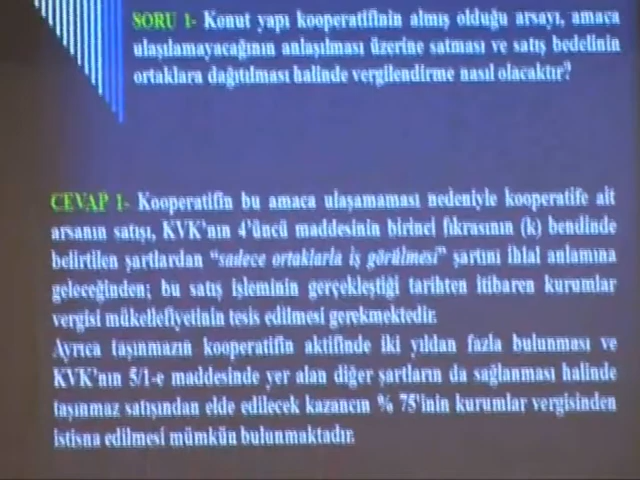 SORU 1- Konut yapı kooperatifinin almış olduğu arsayı, amaca
ulaşılamayacağının anlaşılması üzerine satması ve satış bedelinin
ortaklara dağıtılması halinde vergilendirme nasıl olacaktır?
CEVAP 1- Kooperatifin bu amaca ulaşamaması nedeniyle kooperatife ait
arsanın satışı, KVK'nın 4'üncü maddesinin birinci fıkrasının (k) bendinde
belirtilen şartlardan "sadece ortaklarla iş görülmesi" şartını ihlal anlamına
geleceğinden; bu satış işleminin gerçekleştiği tarihten itibaren kurumlar
vergisi mükellefiyetinin tesis edilmesi gerekmektedir.
Ayrıca taşınmazın kooperatifin aktifinde iki yıldan fazla bulunması ve
KVK'nın 5/1-e maddesinde yer alan diğer şartların da sağlanması halinde
taşınmaz satışından elde edilecek kazancın % 75'inin kurumlar vergisinden
istisna edilmesi mümkün bulunmaktadır.